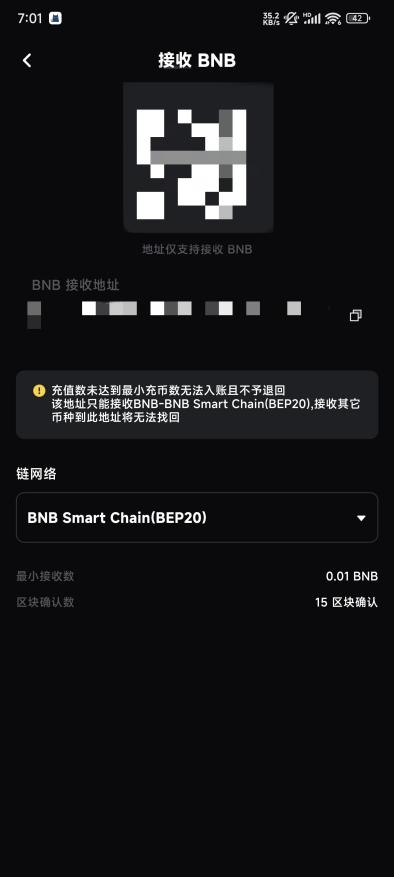 7:01
35.2
KB/s
HD
6
42
接收 BNB
地址仅支持接收 BNB
BNB 接收地址
充值数未达到最小充币数无法入账且不予退回
该地址只能接收BNB-BNB Smart Chain(BEP20),接收其它
币种到此地址将无法找回
链网络
BNB Smart Chain(BEP20)
最小接收数
0.01 BNB
区块确认数
15 区块确认